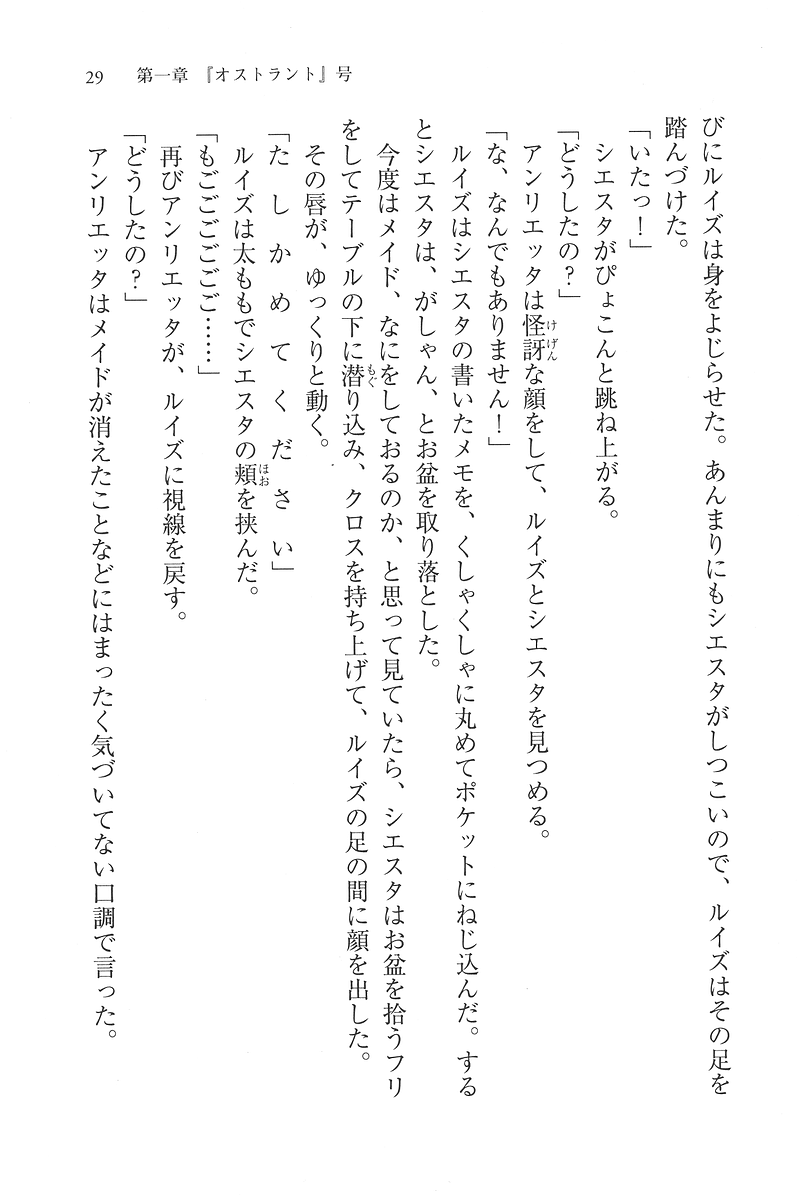 29　第一章　『オストラント』号
びにルイズは身をよじらせた。あんまりにもシエスタがしつこいので、ルイズはその足を
踏んづけた。
「いたっ！」
　シエスタがぴょこんと跳ね上がる。
「どうしたの？」
　アンリエッタは怪訝な顔をして、ルイズとシエスタを見つめる。
「な、なんでもありません！」
　ルイズはシエスタの書いたメモを、くしゃくしゃに丸めてポケットにねじ込んだ。する
とシエスタは、がしゃん、とお盆を取り落とした。
　今度はメイド、なにをしておるのか、と思って見ていたら、シエスタはお盆を拾うフリ
をしてテーブルの下に潜り込み、クロスを持ち上げて、ルイズの足の間に顔を出した。
　その唇が、ゆっくりと動く。
「た　し　か　め　て　く　だ　さ　い」
　ルイズは太ももでシエスタの頬を挟んだ。
「もごごごごご……」
　再びアンリエッタが、ルイズに視線を戻す。
「どうしたの？」
　アンリエッタはメイドが消えたことなどにはまったく気づいてない口調で言った。